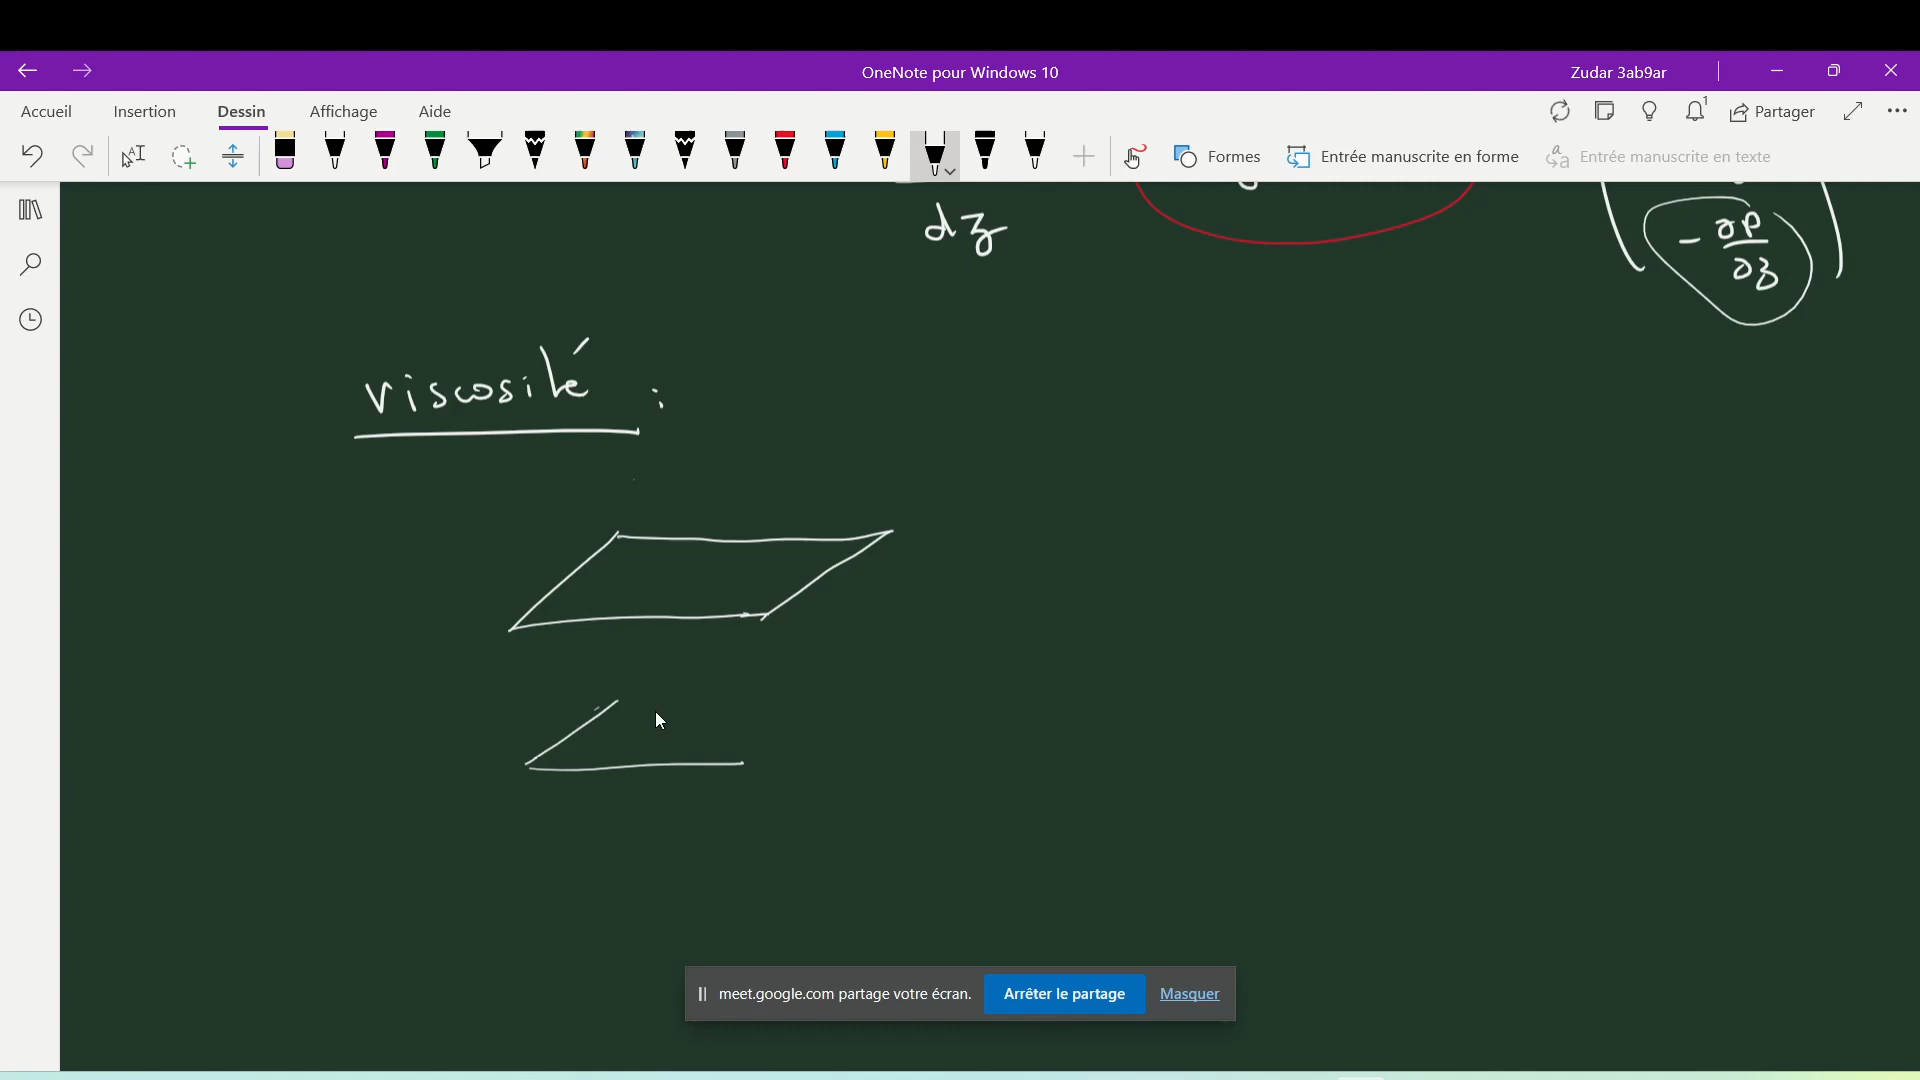 OneNote pour Windows 10
Zudar 3ab9ar
Accueil Insertion Dessin Affichage Aide
1
Partager
Formes
Entrée manuscrite en forme
Entrée manuscrite en texte
dz
- ∂P
∂z
viscosité :
meet.google.com partage votre écran.
Arrêter le partage
Masquer